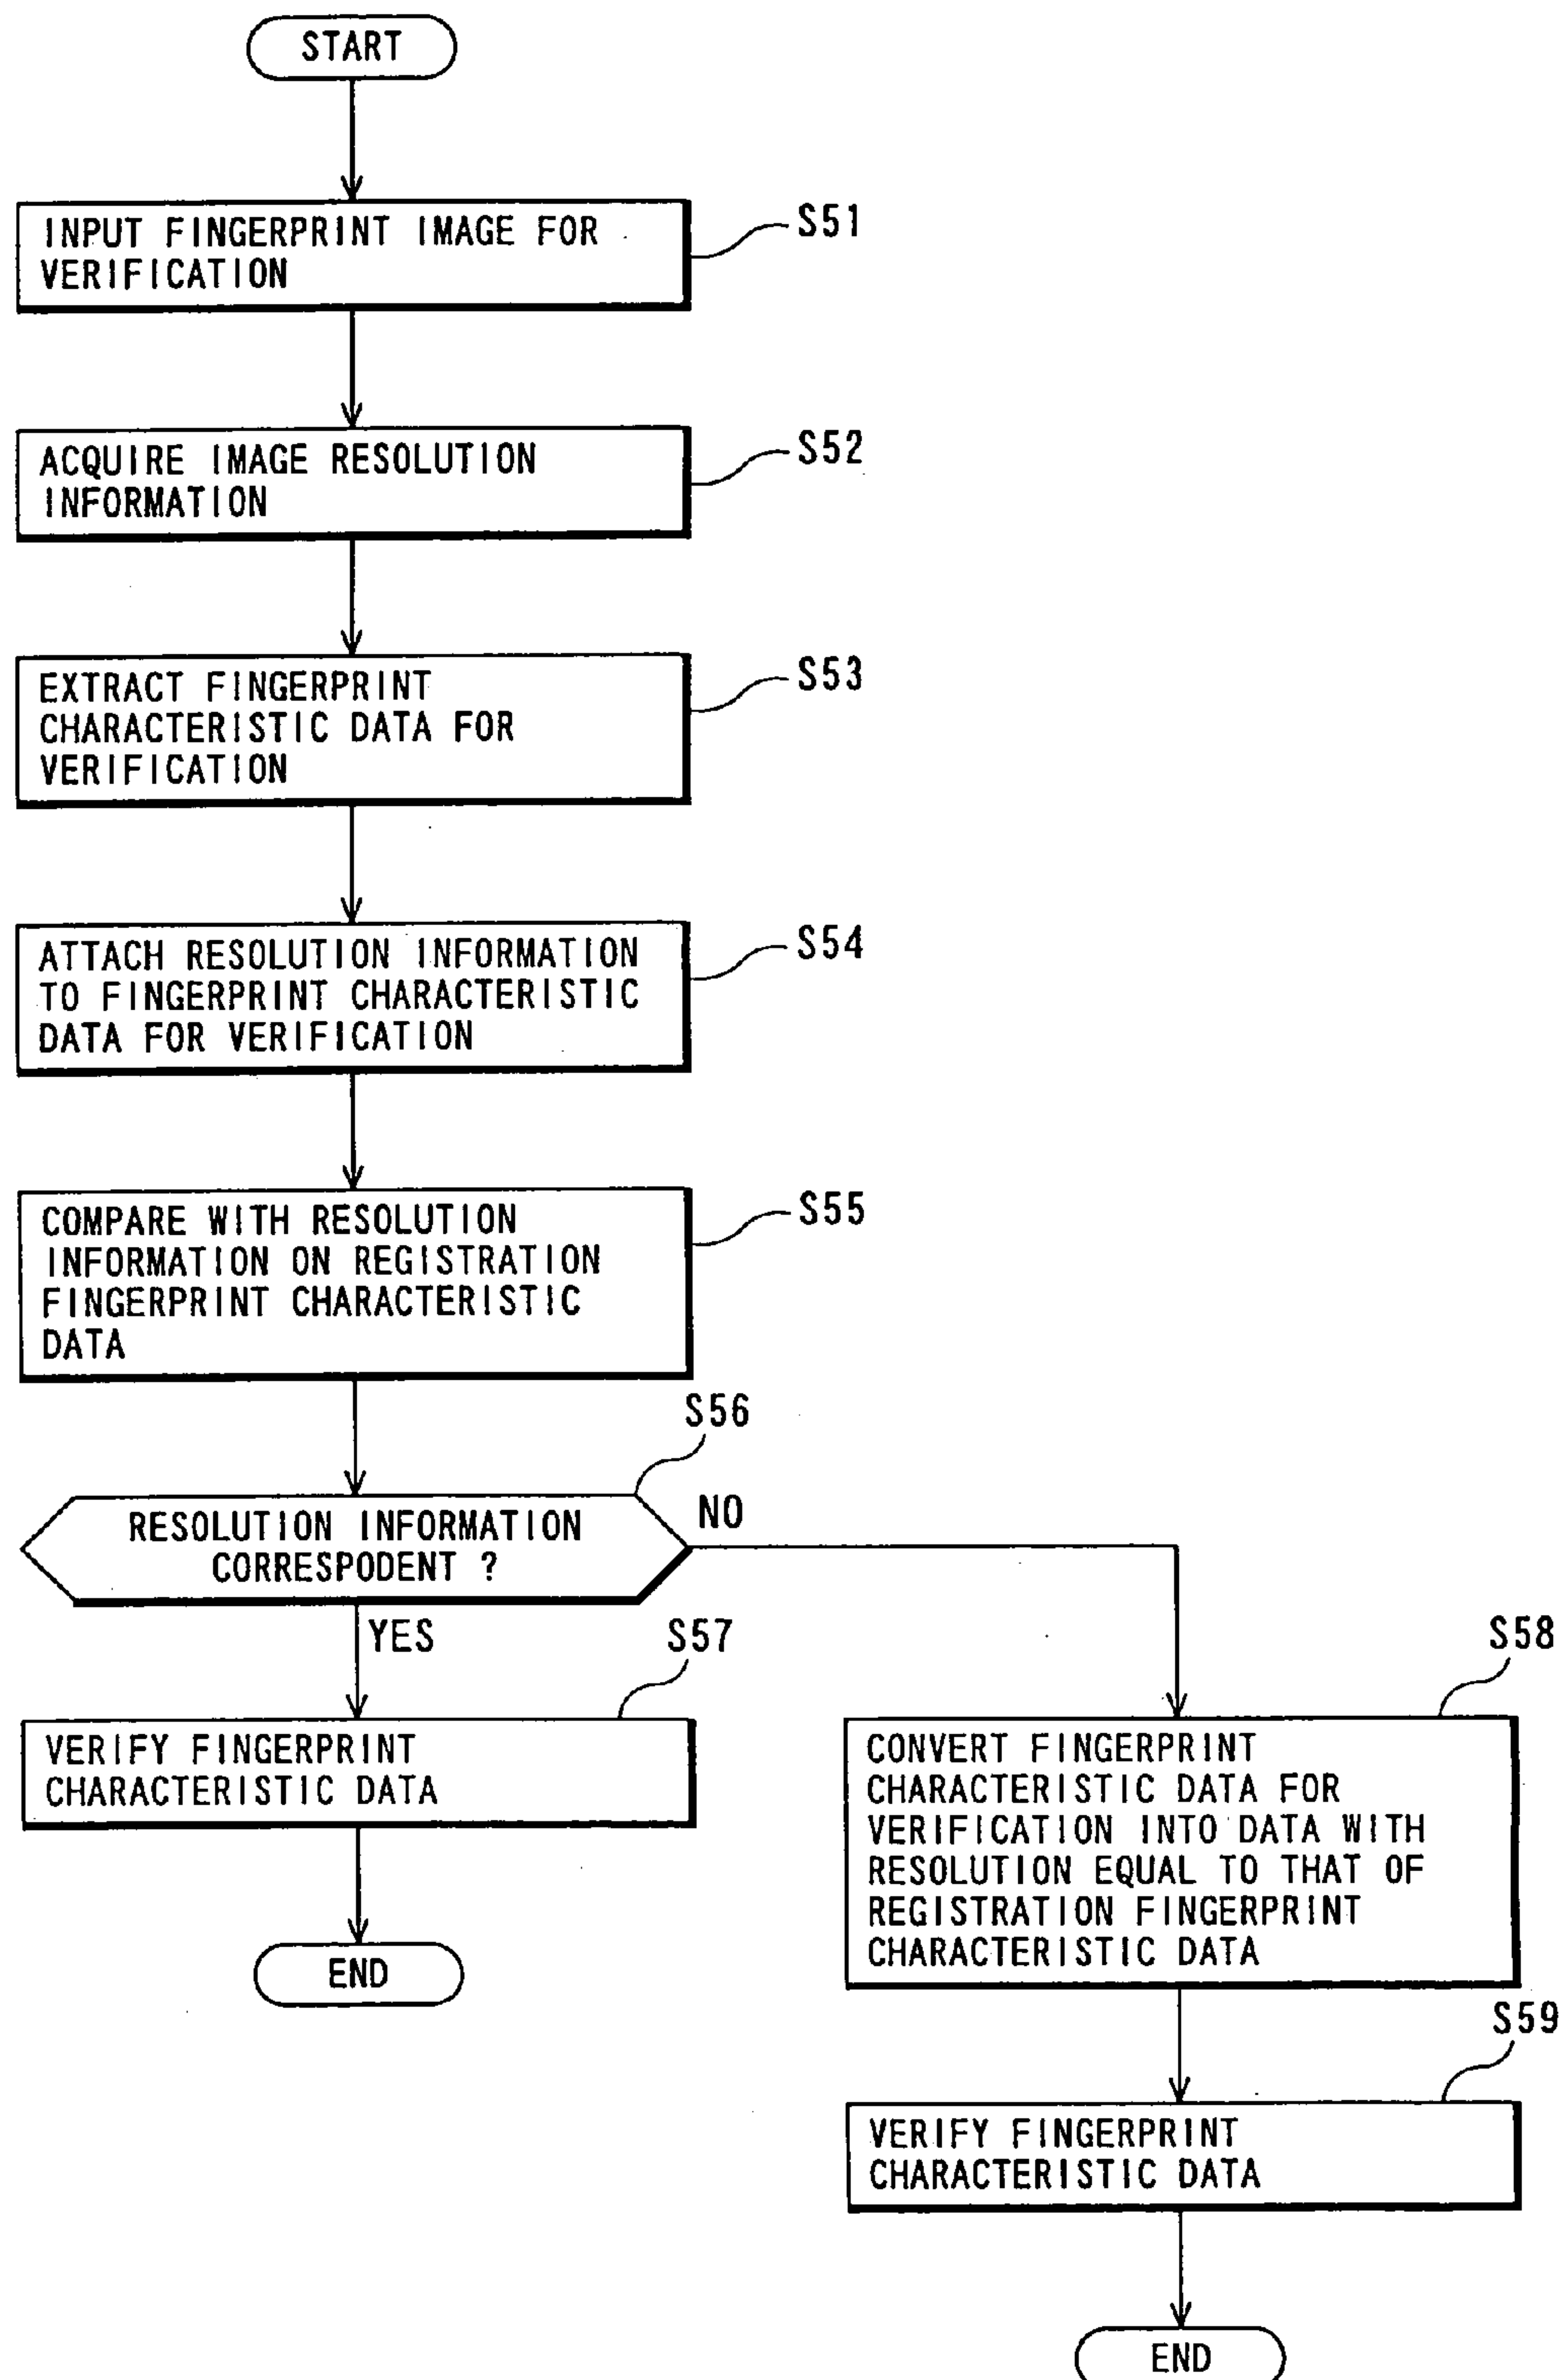 START
INPUT FINGERPRINT IMAGE FOR
VERIFICATION
S51
ACQUIRE IMAGE RESOLUTION
INFORMATION
S52
EXTRACT FINGERPRINT
CHARACTERISTIC DATA FOR
VERIFICATION
S53
ATTACH RESOLUTION INFORMATION
TO FINGERPRINT CHARACTERISTIC
DATA FOR VERIFICATION
S54
COMPARE WITH RESOLUTION
INFORMATION ON REGISTRATION
FINGERPRINT CHARACTERISTIC
DATA
S55
S56
RESOLUTION INFORMATION
CORRESPODENT ?
NO
YES
S57
VERIFY FINGERPRINT
CHARACTERISTIC DATA
END
S58
CONVERT FINGERPRINT
CHARACTERISTIC DATA FOR
VERIFICATION INTO DATA WITH
RESOLUTION EQUAL TO THAT OF
REGISTRATION FINGERPRINT
CHARACTERISTIC DATA
S59
VERIFY FINGERPRINT
CHARACTERISTIC DATA
END